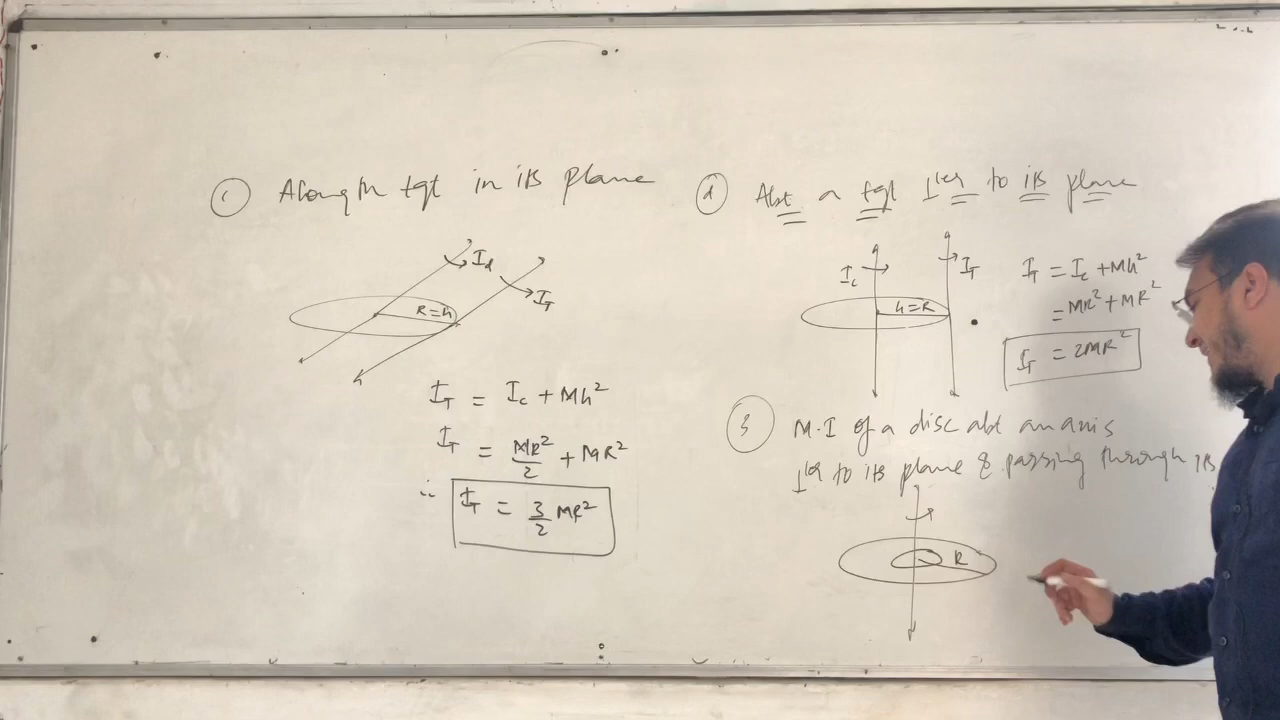 ① Along th tgt in its plane
I_d
I_T
R=h
I_T = I_c + Mh²
I_T = MR²/2 + MR²
∴ I_T = 3/2 MR²
② Abt a tgt ⊥ler to its plane
I_c
I_T
h=R
I_T = I_c + Mh²
= MR² + MR²
I_T = 2MR²
③ M.I of a disc abt an axis
⊥ler to its plane & passing through its
R